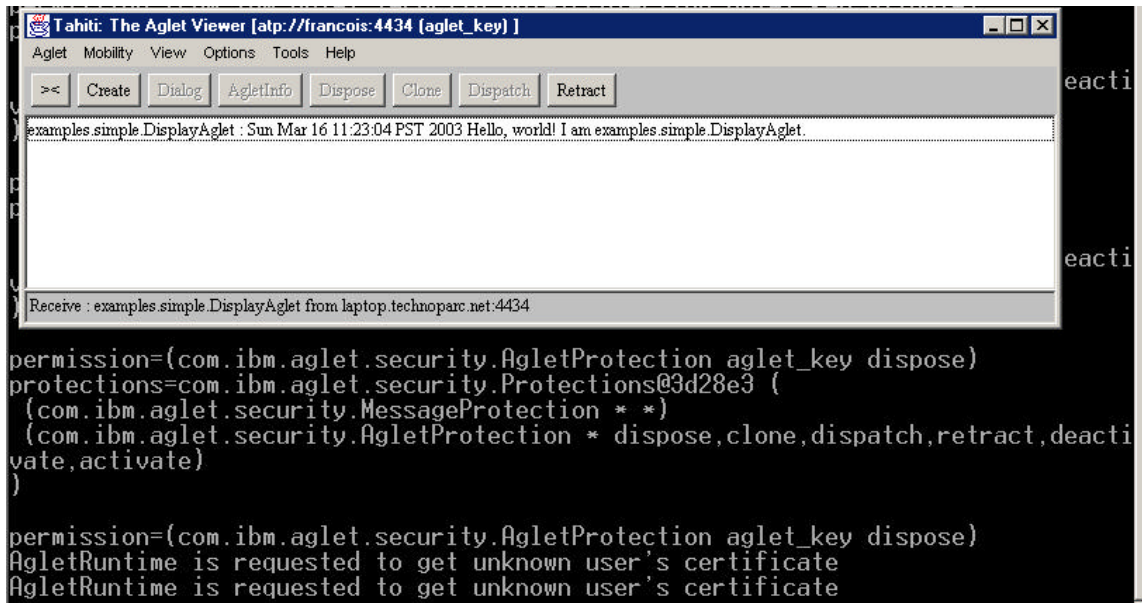 Tahiti: The Aglet Viewer [atp://francois:4434 (aglet_key) ]
Aglet Mobility View Options Tools Help
>< Create Dialog AgletInfo Dispose Clone Dispatch Retract
eacti
examples.simple.DisplayAglet : Sun Mar 16 11:23:04 PST 2003 Hello, world! I am examples.simple.DisplayAglet.
)
p
p
eacti
v
Receive : examples.simple.DisplayAglet from laptop.technoparc.net:4434
)
permission=(com.ibm.aglet.security.AgletProtection aglet_key dispose)
protections=com.ibm.aglet.security.Protections@3d28e3 (
(com.ibm.aglet.security.MessageProtection * *)
(com.ibm.aglet.security.AgletProtection * dispose,clone,dispatch,retract,deacti
vate,activate)
)
permission=(com.ibm.aglet.security.AgletProtection aglet_key dispose)
AgletRuntime is requested to get unknown user's certificate
AgletRuntime is requested to get unknown user's certificate